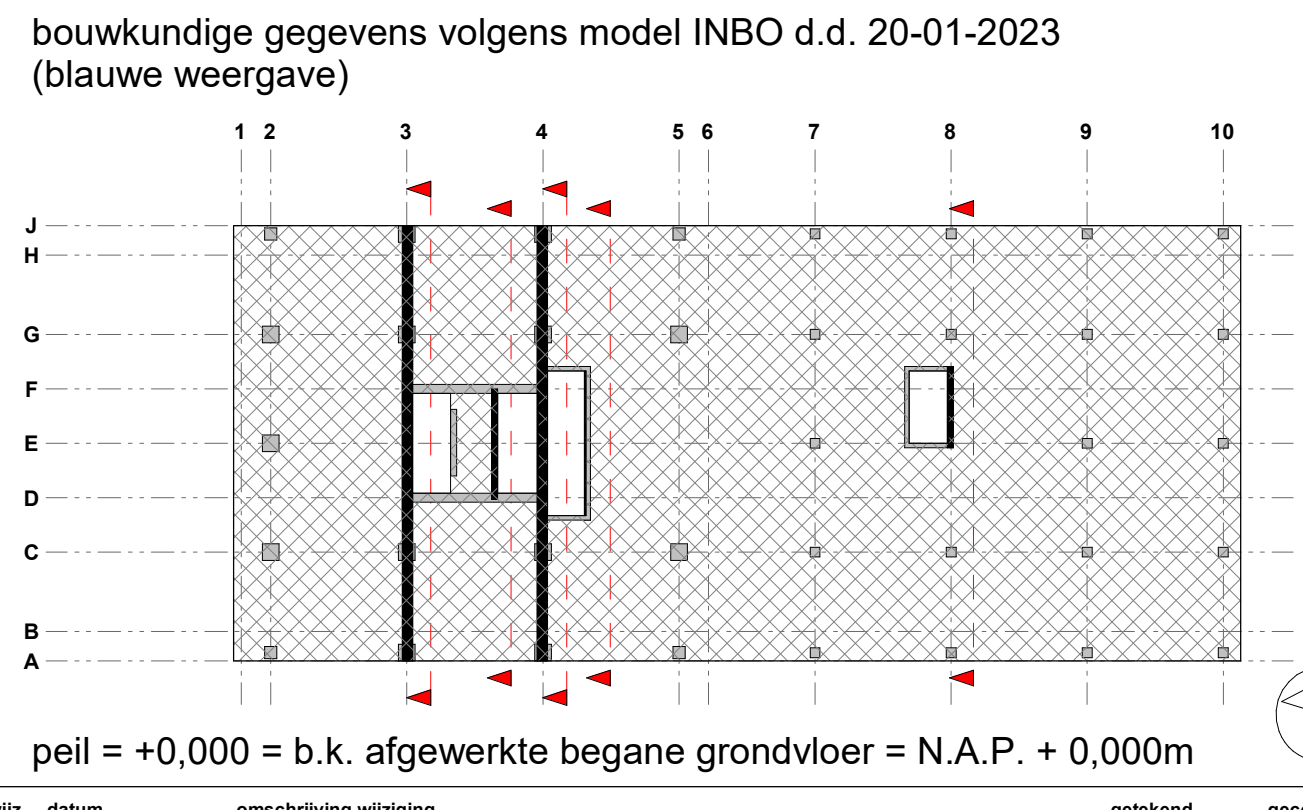 bouwkundige gegevens volgens model INBO d.d. 20-01-2023
(blauwe weergave)
1 2 3 4 5 6 7 8 9 10
J
H
G
F
E
D
C
B
A
peil = +0,000 = b.k. afgewerkte begane grondvloer = N.A.P. + 0,000m
datum omschrijving wijziging getekend